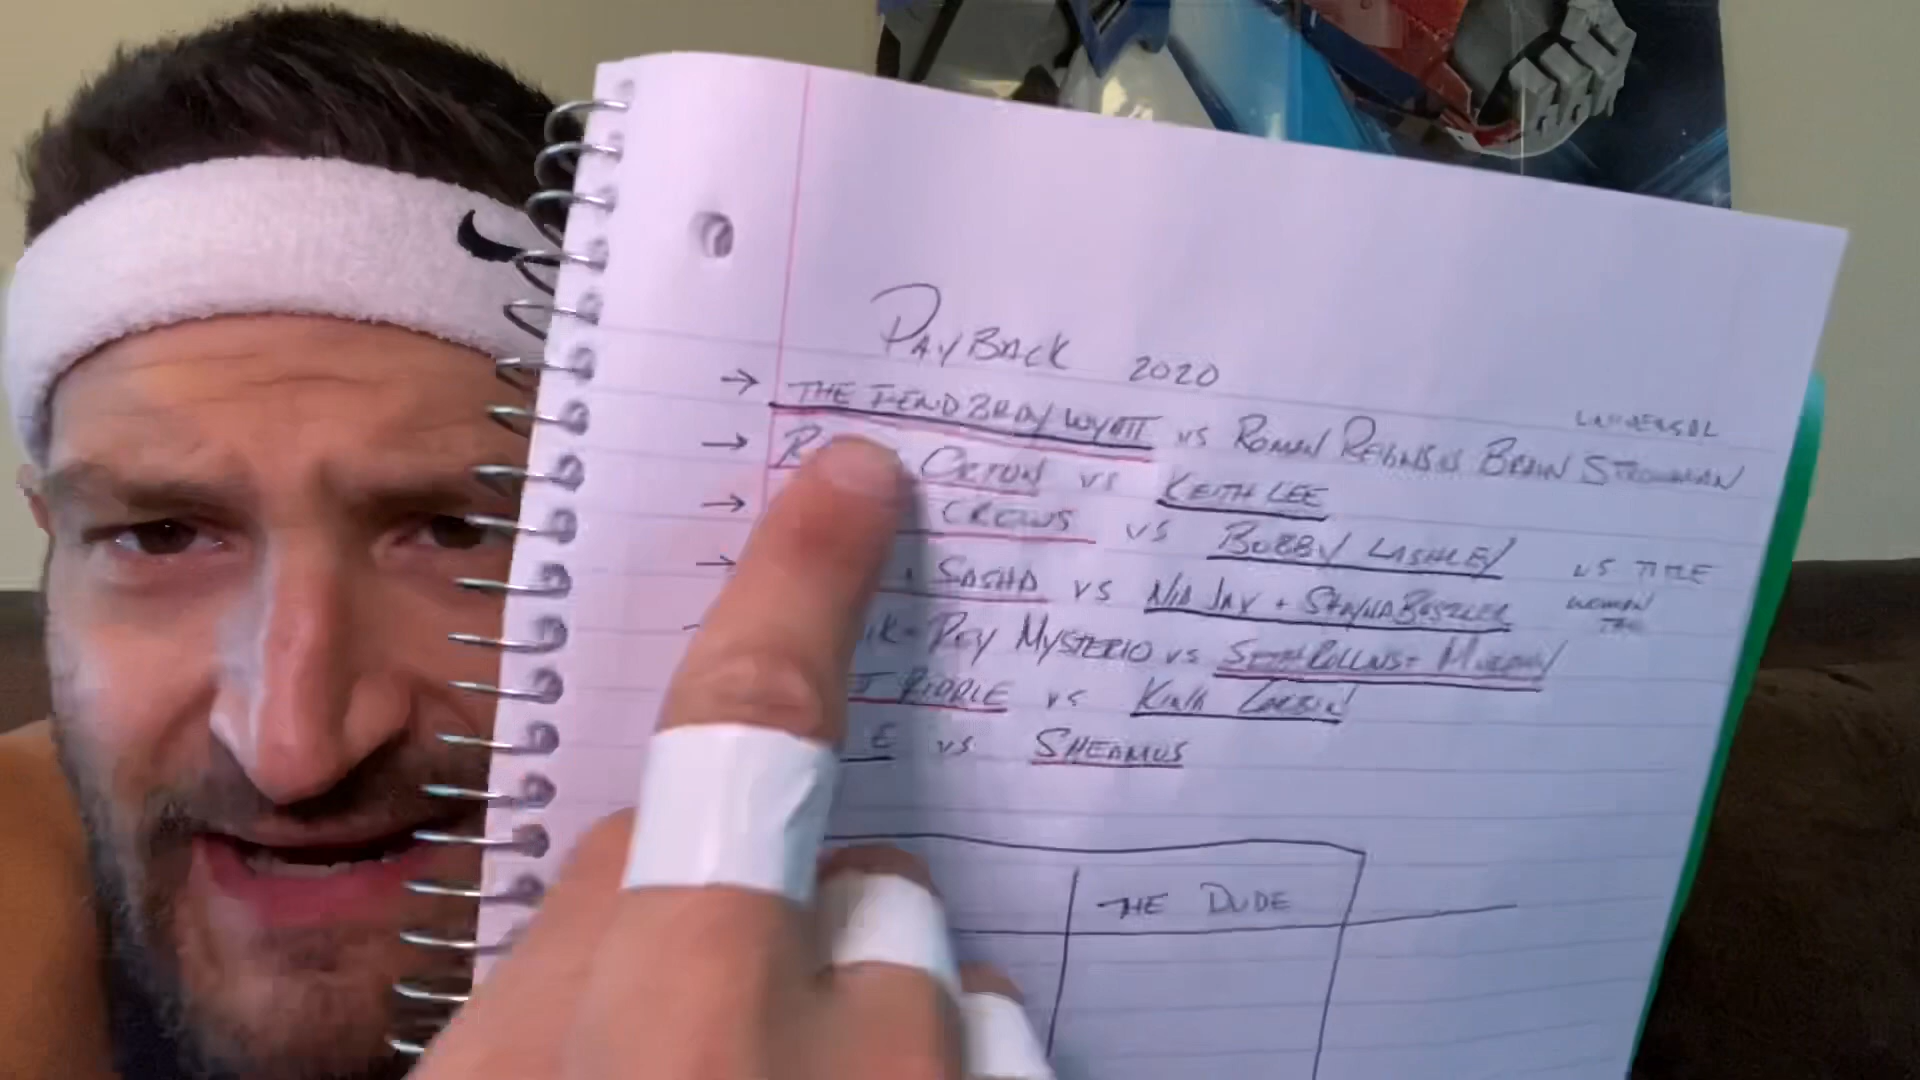 PAYBACK 2020
THE FIEND BRAY WYATT VS ROMAN REIGNS VS BRAUN STROWMAN
ORTON VS KEITH LEE
CREWS VS BOBBY LASHLEY US TITLE
SASHA VS NIA JAX + SHAYNA BASZLER WOMAN TAG
REY MYSTERIO VS SETH ROLLINS + MURPHY
RIDDLE VS KING CORBIN
E VS SHEAMUS
THE DUDE